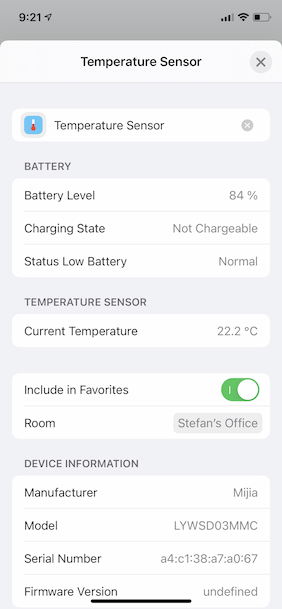 9:21
Temperature Sensor
Temperature Sensor
BATTERY
Battery Level 84 %
Charging State Not Chargeable
Status Low Battery Normal
TEMPERATURE SENSOR
Current Temperature 22.2 °C
Include in Favorites
Room Stefan's Office
DEVICE INFORMATION
Manufacturer Mijia
Model LYWSD03MMC
Serial Number a4:c1:38:a7:a0:67
Firmware Version undefined